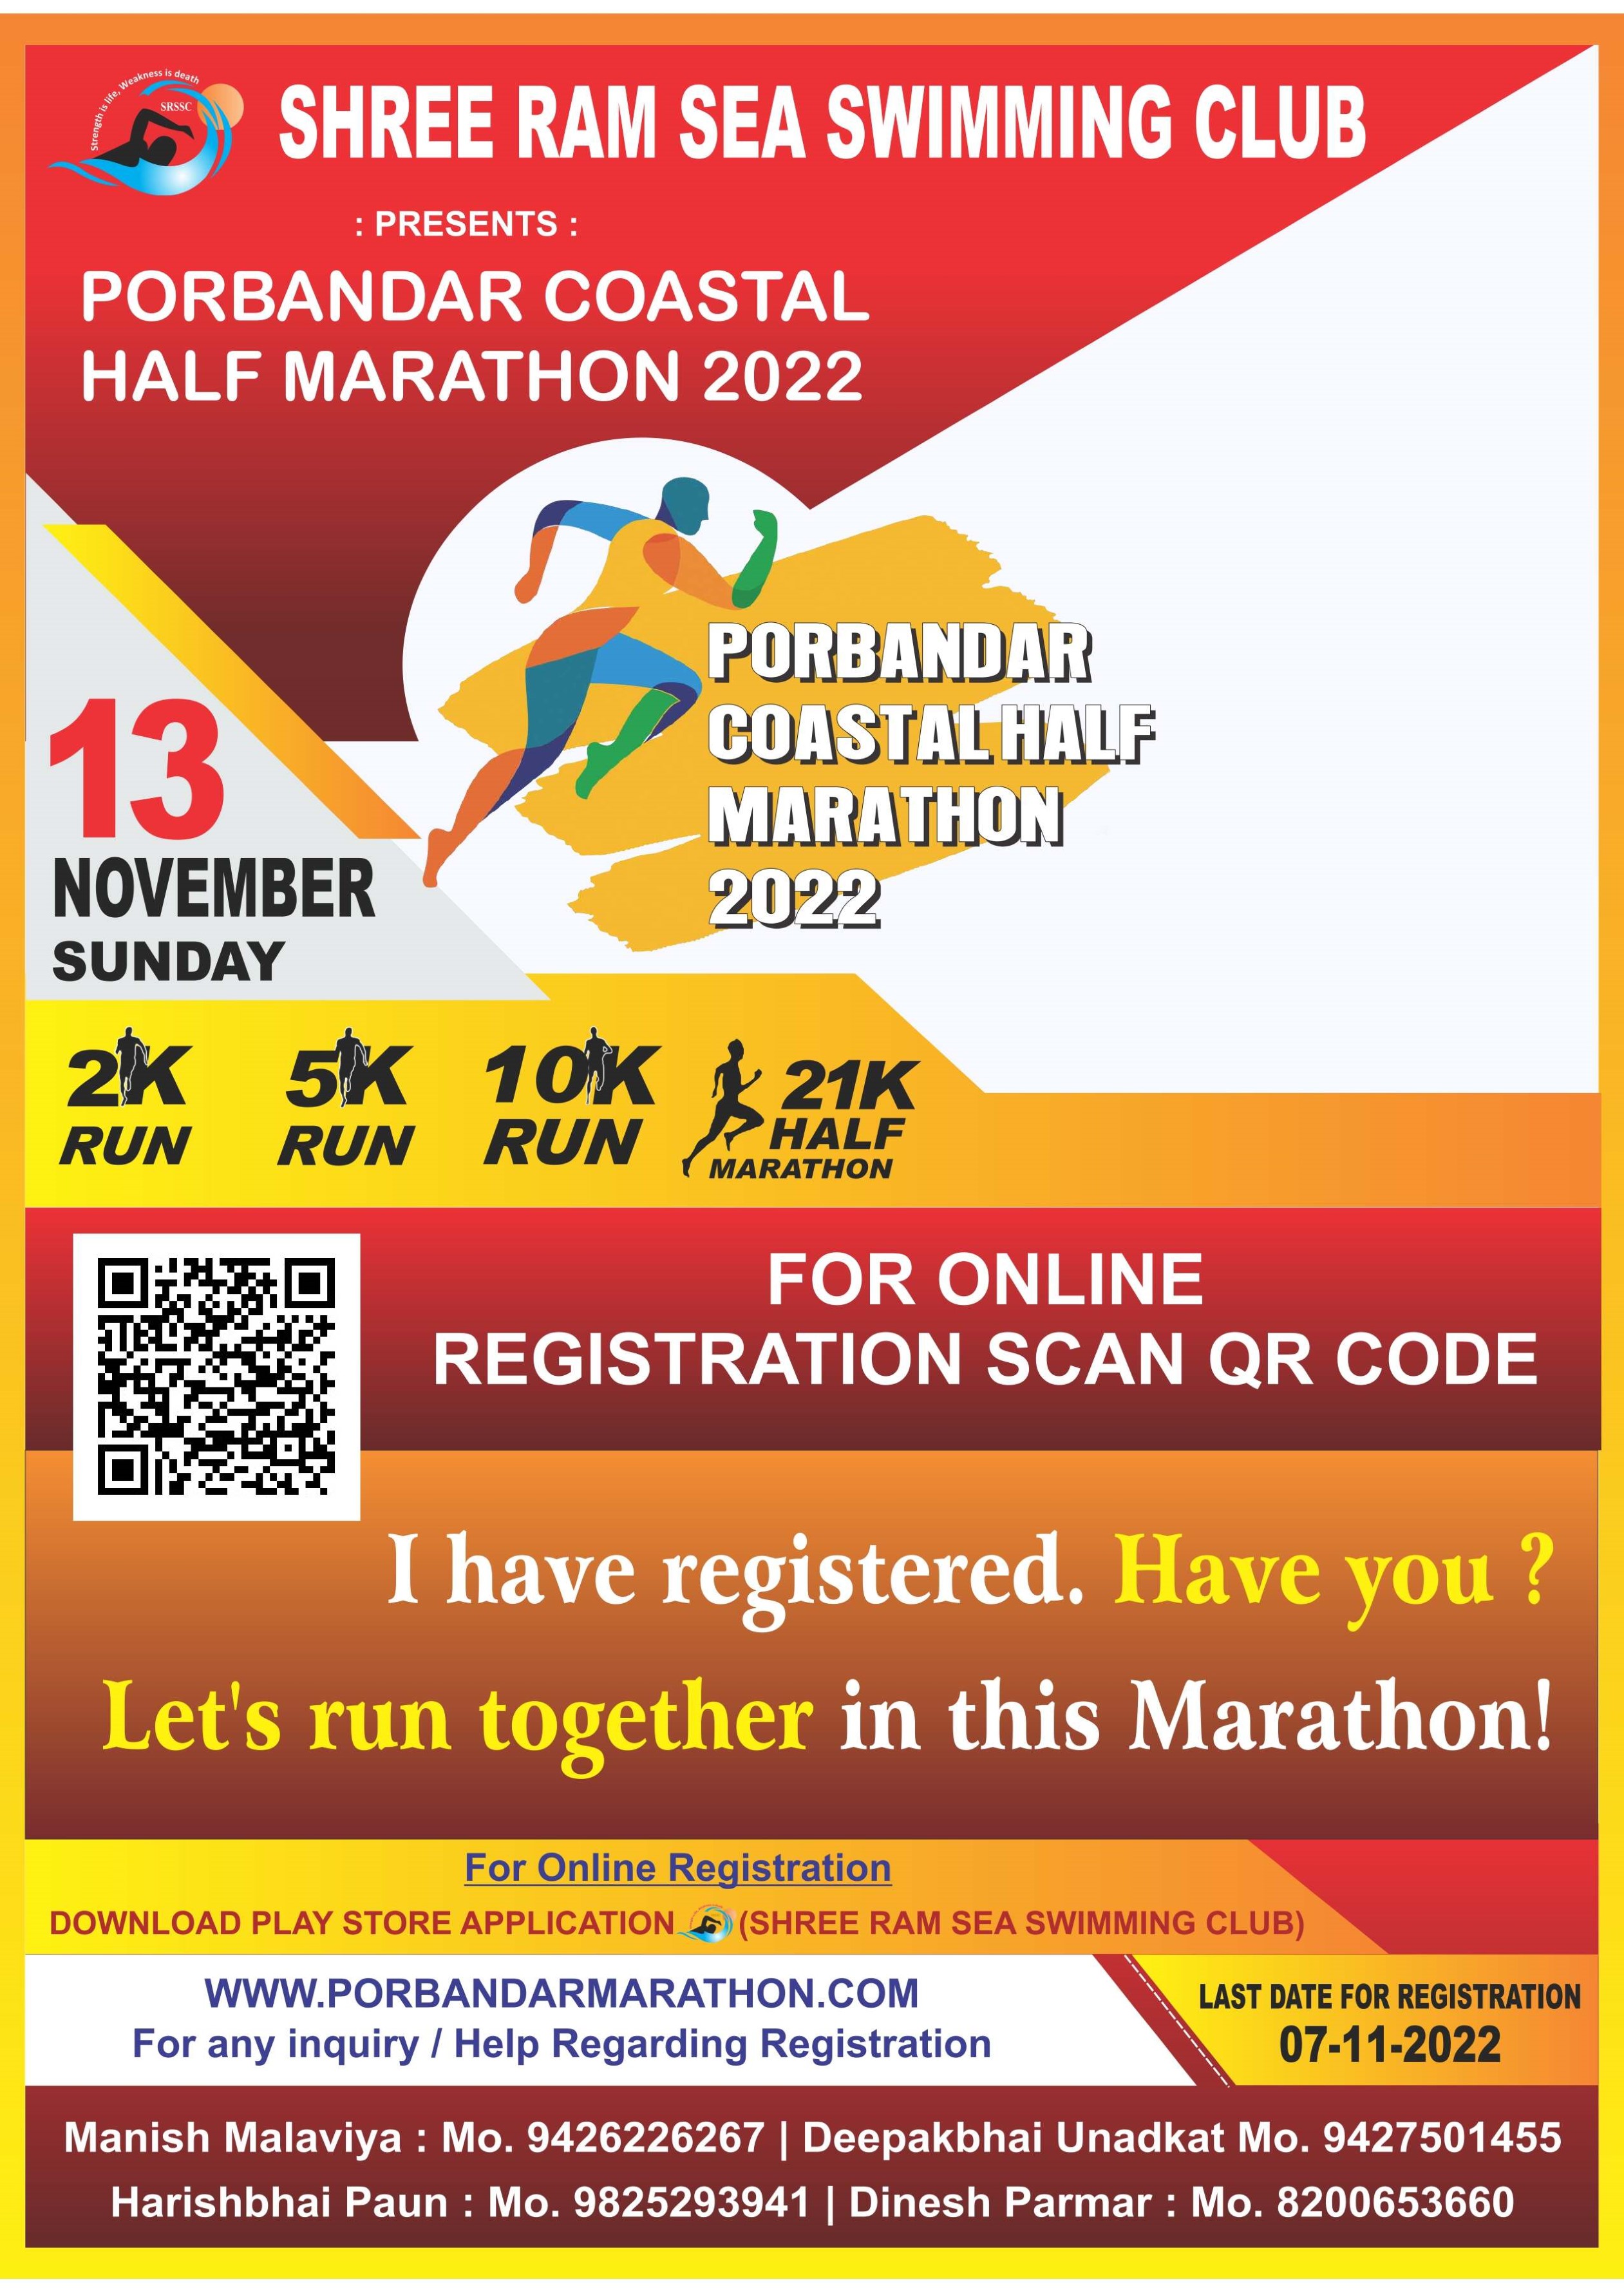 Strength is life, Weakness is death
SRSSC
SHREE RAM SEA SWIMMING CLUB
: PRESENTS :
PORBANDAR COASTAL
HALF MARATHON 2022
PORBANDAR
COASTAL HALF
MARATHON
2022
13
NOVEMBER
SUNDAY
2K
RUN
5K
RUN
10K
RUN
21K
HALF
MARATHON
FOR ONLINE
REGISTRATION SCAN QR CODE
I have registered. Have you ?
Let's run together in this Marathon!
For Online Registration
DOWNLOAD PLAY STORE APPLICATION (SHREE RAM SEA SWIMMING CLUB)
WWW.PORBANDARMARATHON.COM
For any inquiry / Help Regarding Registration
LAST DATE FOR REGISTRATION
07-11-2022
Manish Malaviya : Mo. 9426226267 | Deepakbhai Unadkat Mo. 9427501455
Harishbhai Paun : Mo. 9825293941 | Dinesh Parmar : Mo. 8200653660